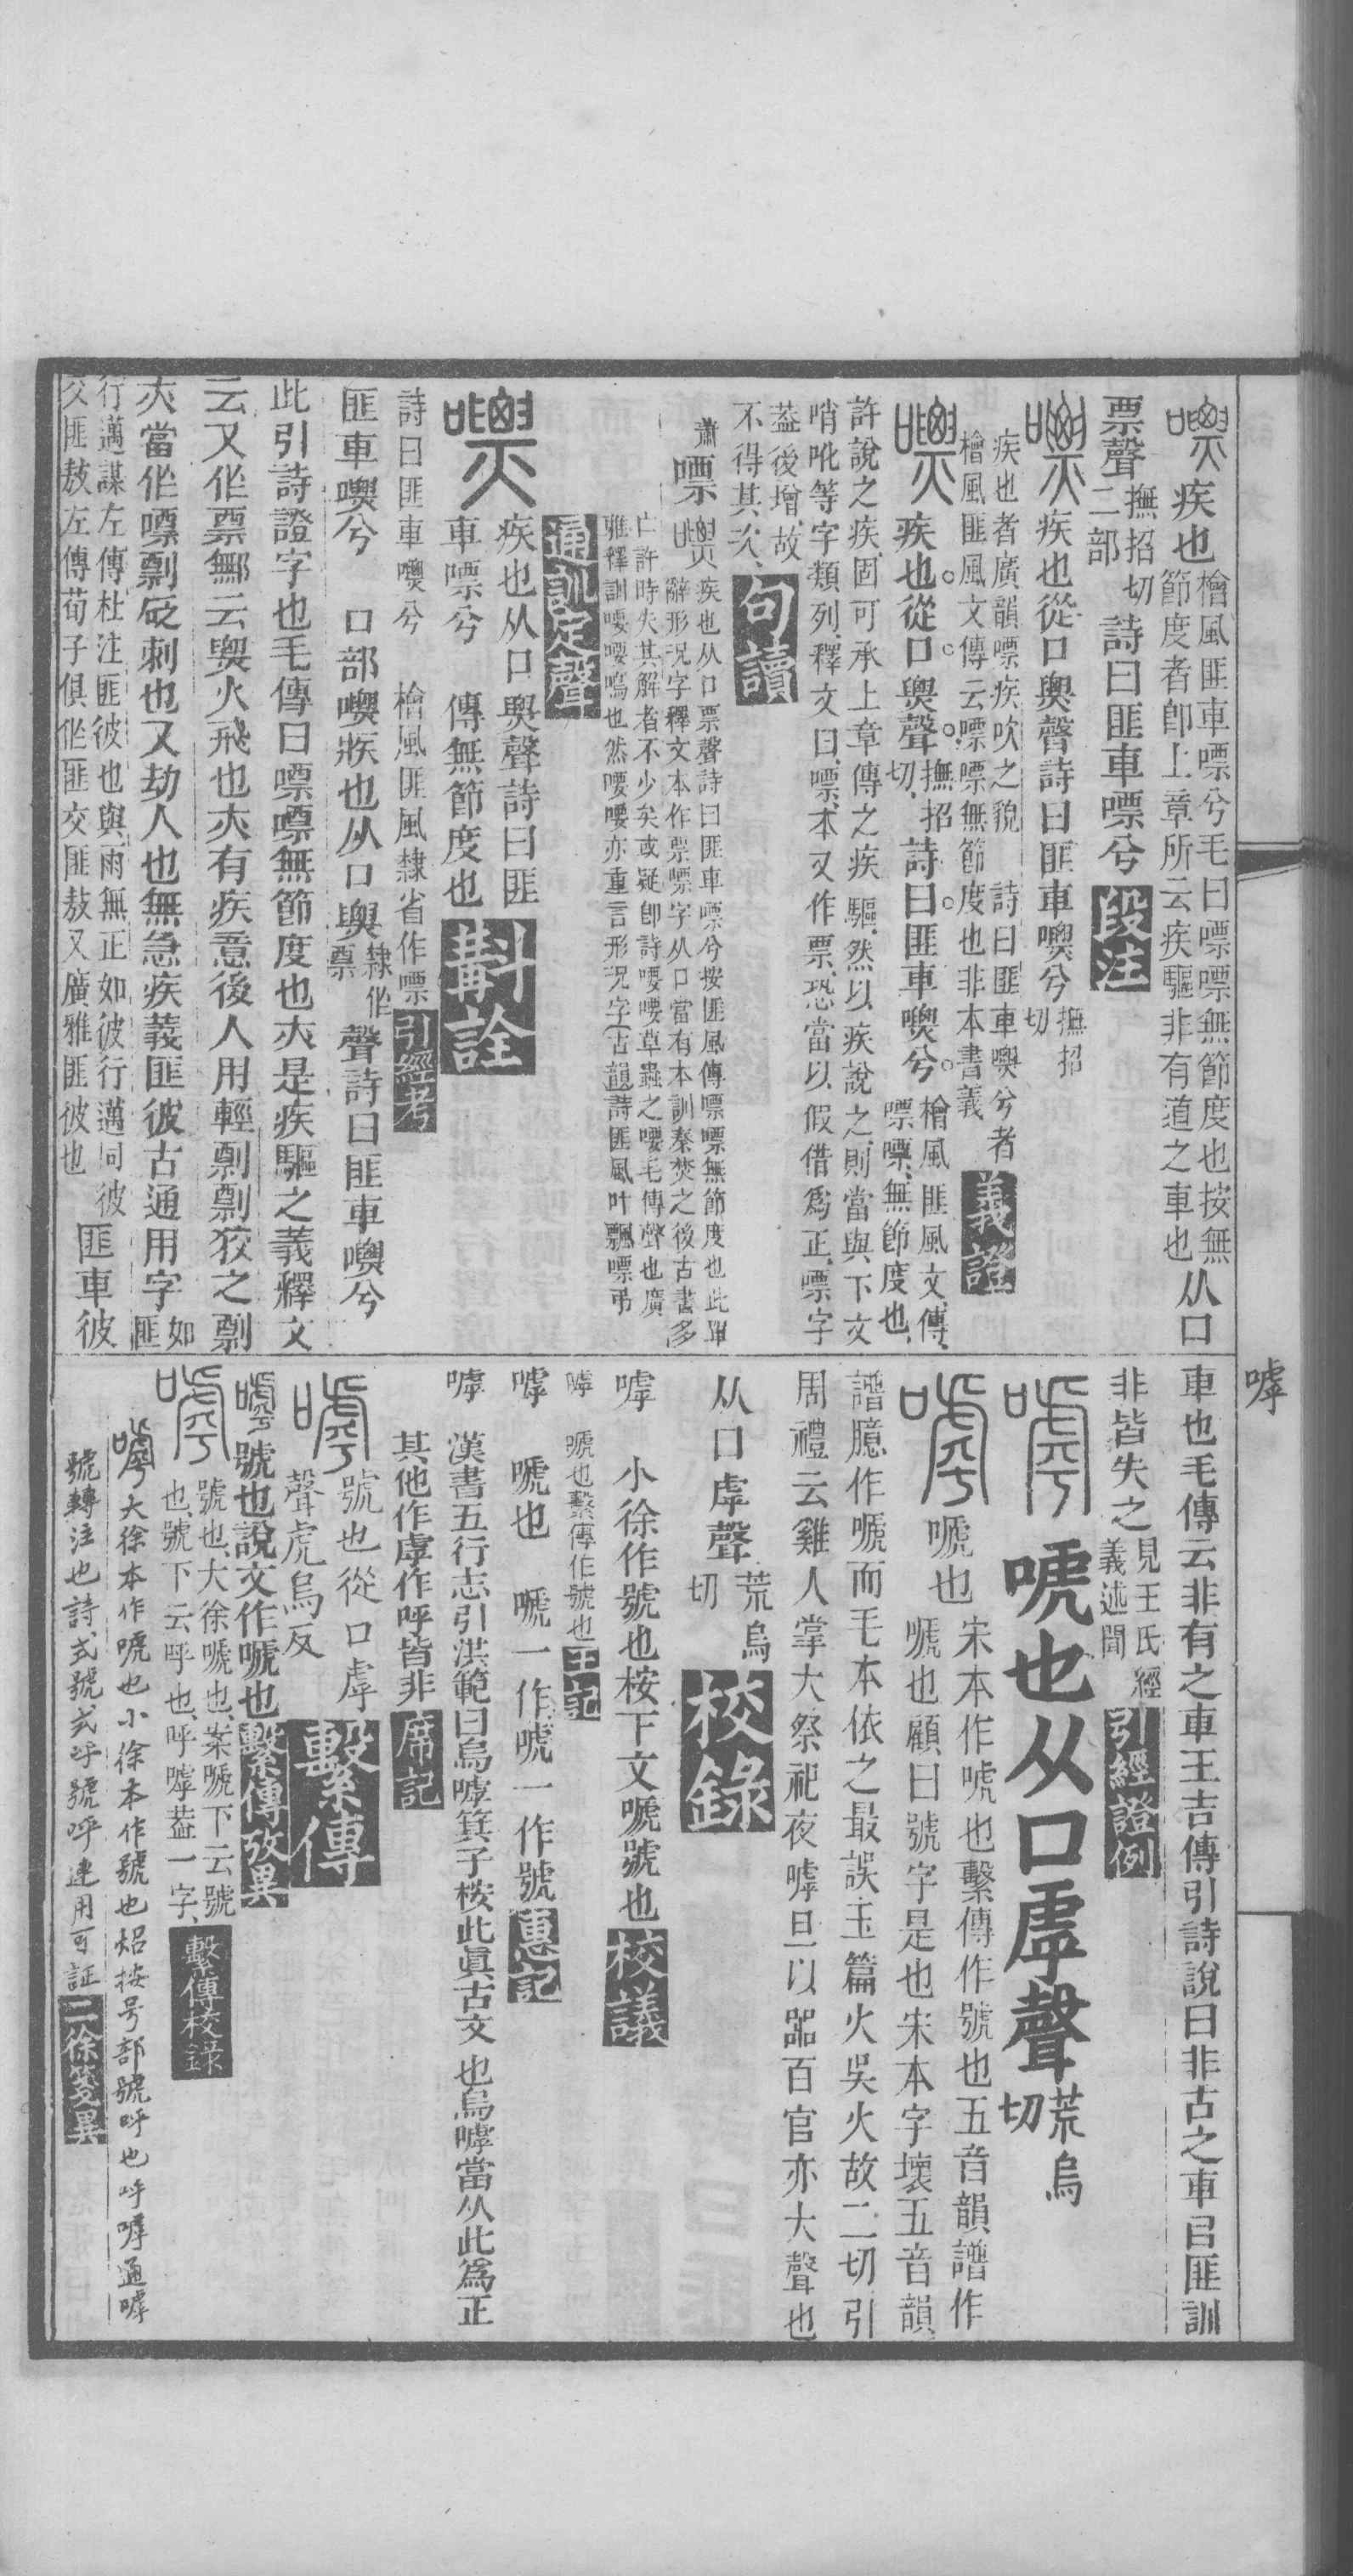 嘌疾也檜風匪車嘌兮毛曰嘌嘌無節度也按無
節度者卽上章所云疾驅非有道之車也从口
票聲撫招切二部詩曰匪車嘌兮段注
嘌疾也從口㶾聲詩曰匪車嘌兮撫招切
疾也者廣韻嘌疾吹之貌 詩曰匪車嘌兮者
檜風匪風文傳云嘌嘌無節度也非本書義義證
嘌疾也從口㶾聲撫招切詩曰匪車嘌兮檜風匪風文傳
嘌嘌無節度也
許說之疾固可承上章傳之疾驅然以疾說之則當與下文
哨吪等字類列釋文曰嘌本又作票恐當以假借爲正嘌字
葢後增故
不得其次句讀
嘌疾也从口票聲詩曰匪車嘌兮按匪風傳嘌嘌無節度也此單
辭形況字釋文本作票嘌字从口當有本訓秦焚之後古書多
亡許時失其解者不少矣或疑卽詩喓喓草蟲之喓毛傳聲也廣
雅釋訓喓喓鳴也然喓喓亦重言形況字古韻詩匪風叶飄嘌弔
通訓定聲
嘌疾也从口㶾聲詩曰匪
車嘌兮 傳無節度也斠詮
詩曰匪車嘌兮 檜風匪風隸省作嘌引經考
匪車嘌兮 口部嘌疾也从口㶾隸作票聲詩曰匪車嘌兮
此引詩證字也毛傳曰嘌嘌無節度也亦是疾驅之義釋文
云又作票㶾云㶾火飛也亦有疾意後人用輕剽剽狡之剽
亦當作嘌剽砭刺也又劫人也無急疾義匪彼古通用字如匪
行邁謀左傳杜注匪彼也與雨無正如彼行邁同彼
交匪敖左傳荀子俱作匪交匪敖又廣雅匪彼也匪車彼
嘑
車也毛傳云非有之車王吉傳引詩說曰非古之車㠯匪訓
非皆失之見王氏經義述聞引經證例
嘑唬也从口虖聲荒烏切
嘑嗁也宋本作唬也繫傳作號也五音韻譜作
嗁也顧曰號字是也宋本字壞五音韻
譜臆作嗁而毛本依之最誤玉篇火吳火故二切引
周禮云雞人掌大祭祀夜嘑旦以㗊百官亦大聲也
从口虖聲荒烏切校錄
嘑 小徐作號也桉下文嗁號也校議
嘑 嗁也繫傳作號也王記
嘑 嗁也 嗁一作唬一作號惠記
嘑 漢書五行志引洪範曰烏嘑箕子桉此眞古文也烏嘑當从此爲正
其他作虖作呼皆非席記
嘑號也從口虖
聲虎烏反繫傳
嘑號也說文作嗁也繫傳攷異
嘑號也大徐嗁也案嗁下云號
也號下云呼也呼嘑葢一字繫傳校錄
嘑大徐本作嗁也小徐本作號也炤按号部號呼也呼嘑通嘑
號轉注也詩式號式呼號呼連用可証二徐箋異